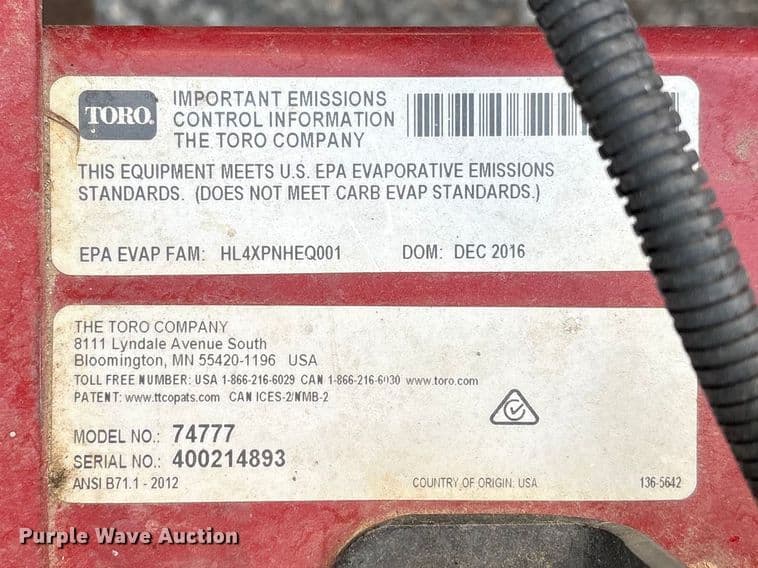 TORO.
IMPORTANT EMISSIONS
CONTROL INFORMATION
THE TORO COMPANY
THIS EQUIPMENT MEETS U.S. EPA EVAPORATIVE EMISSIONS
STANDARDS. (DOES NOT MEET CARB EVAP STANDARDS.)
EPA EVAP FAM: HL4XPNHEQ001 DOM: DEC 2016
THE TORO COMPANY
8111 Lyndale Avenue South
Bloomington, MN 55420-1196 USA
TOLL FREE NUMBER: USA 1-866-216-6029 CAN 1-866-216-6030 www.toro.com
PATENT: www.ttcopats.com CAN ICES-2/NMB-2
MODEL NO.: 74777
SERIAL NO.: 400214893
ANSI B71.1 - 2012 COUNTRY OF ORIGIN: USA 136-5642
Purple Wave Auction